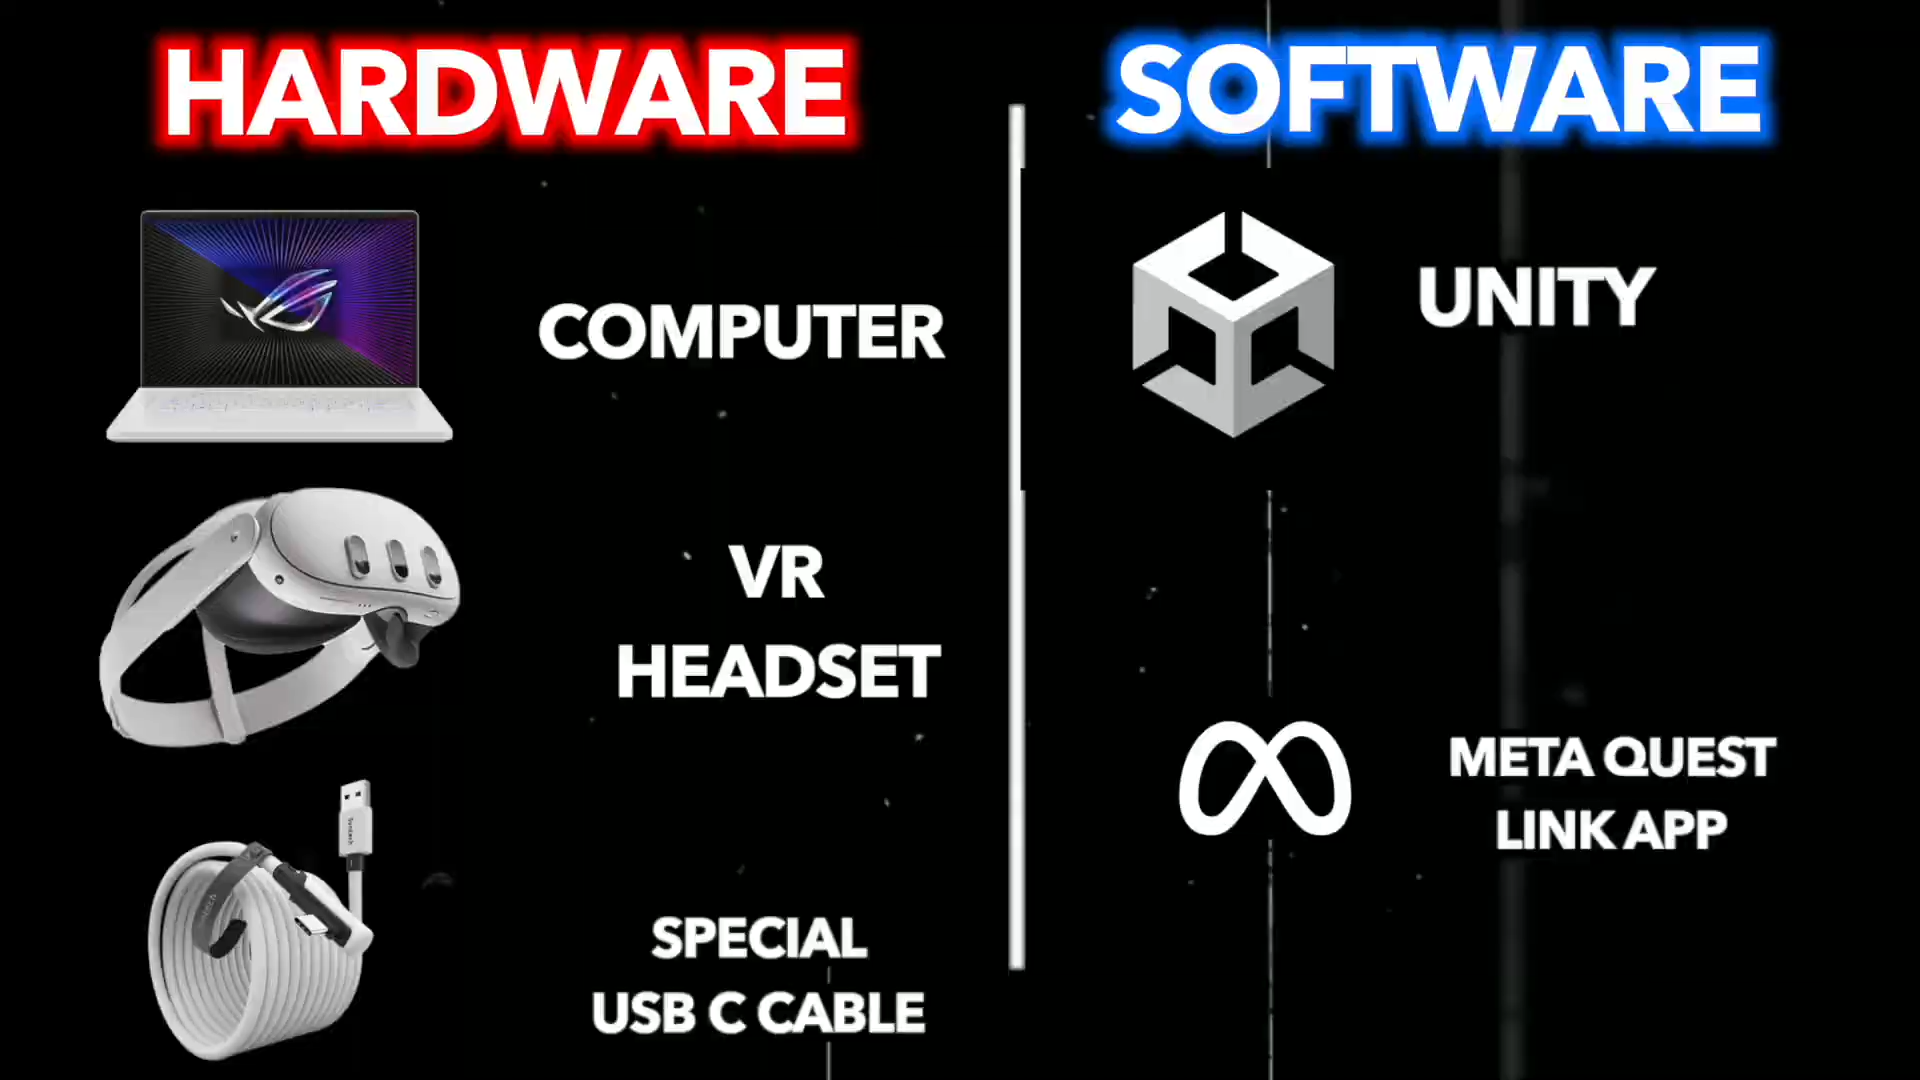 HARDWARE
COMPUTER
VR
HEADSET
SPECIAL
USB C CABLE
SOFTWARE
UNITY
META QUEST
LINK APP